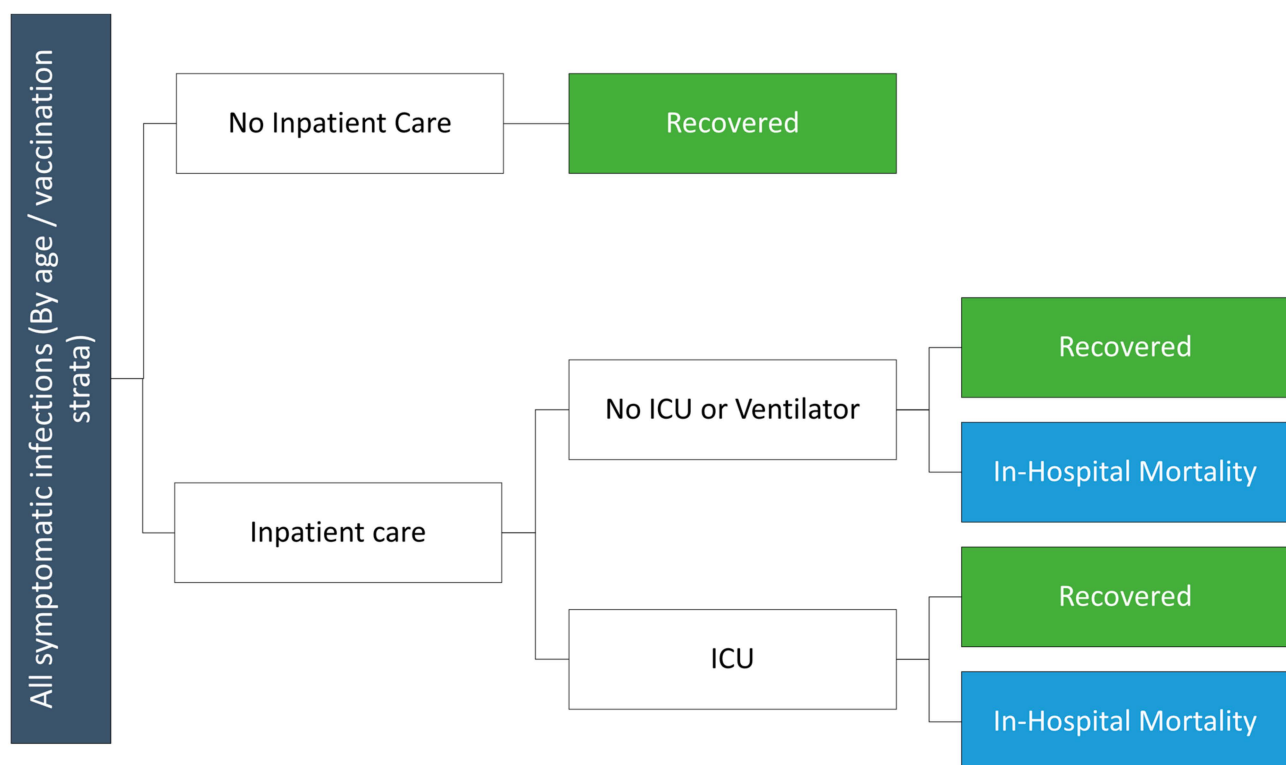 All symptomatic infections (By age / vaccination
strata)
No Inpatient Care
Recovered
Inpatient care
No ICU or Ventilator
Recovered
In-Hospital Mortality
ICU
Recovered
In-Hospital Mortality